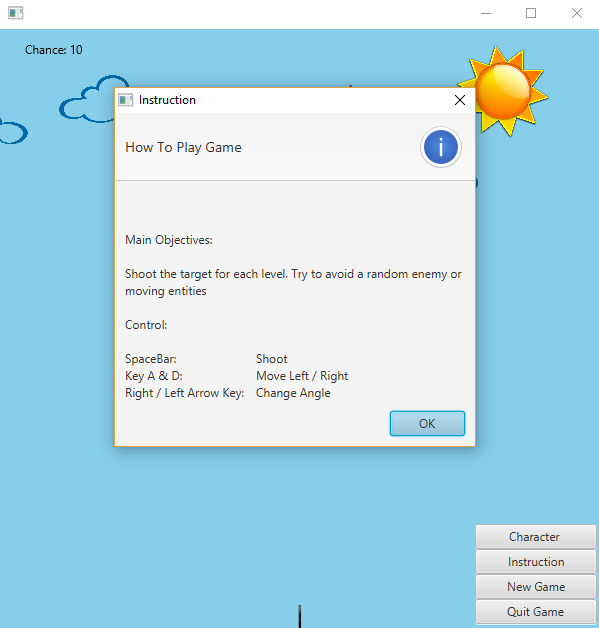 Chance: 10
Instruction
How To Play Game
i
Main Objectives:
Shoot the target for each level. Try to avoid a random enemy or
moving entities
Control:
SpaceBar: Shoot
Key A & D: Move Left / Right
Right / Left Arrow Key: Change Angle
OK
Character
Instruction
New Game
Quit Game